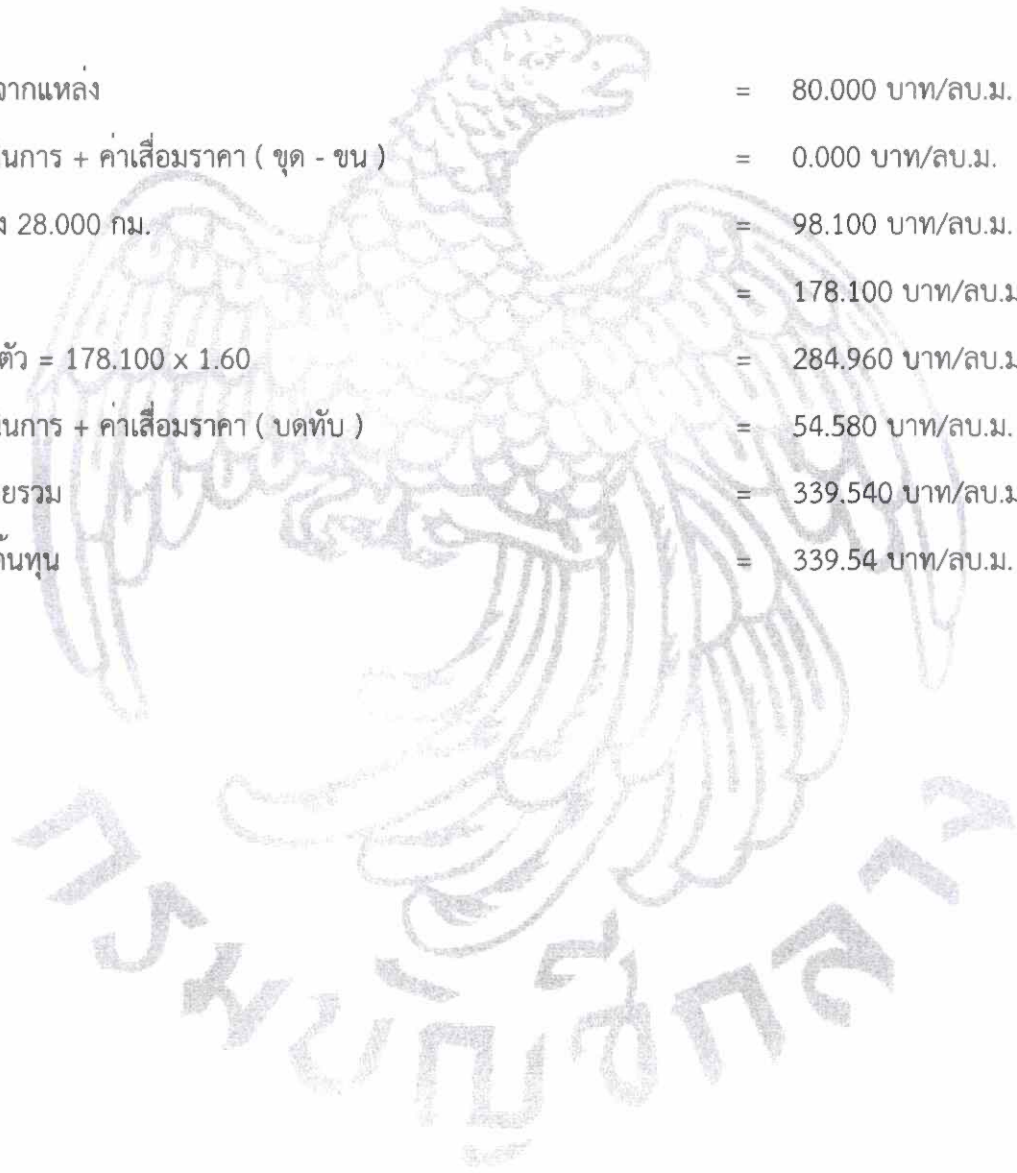 จากแหล่ง = 80.000 บาท/ลบ.ม.
นินการ + ค่าเสื่อมราคา ( ขุด - ขน ) = 0.000 บาท/ลบ.ม.
ง 28.000 กม. = 98.100 บาท/ลบ.ม.
= 178.100 บาท/ลบ.ม
ตัว = 178.100 x 1.60 = 284.960 บาท/ลบ.ม
นินการ + ค่าเสื่อมราคา ( บดทับ ) = 54.580 บาท/ลบ.ม.
ยรวม = 339.540 บาท/ลบ.ม
ต้นทุน = 339.54 บาท/ลบ.ม.
กรมบัญชีกลาง